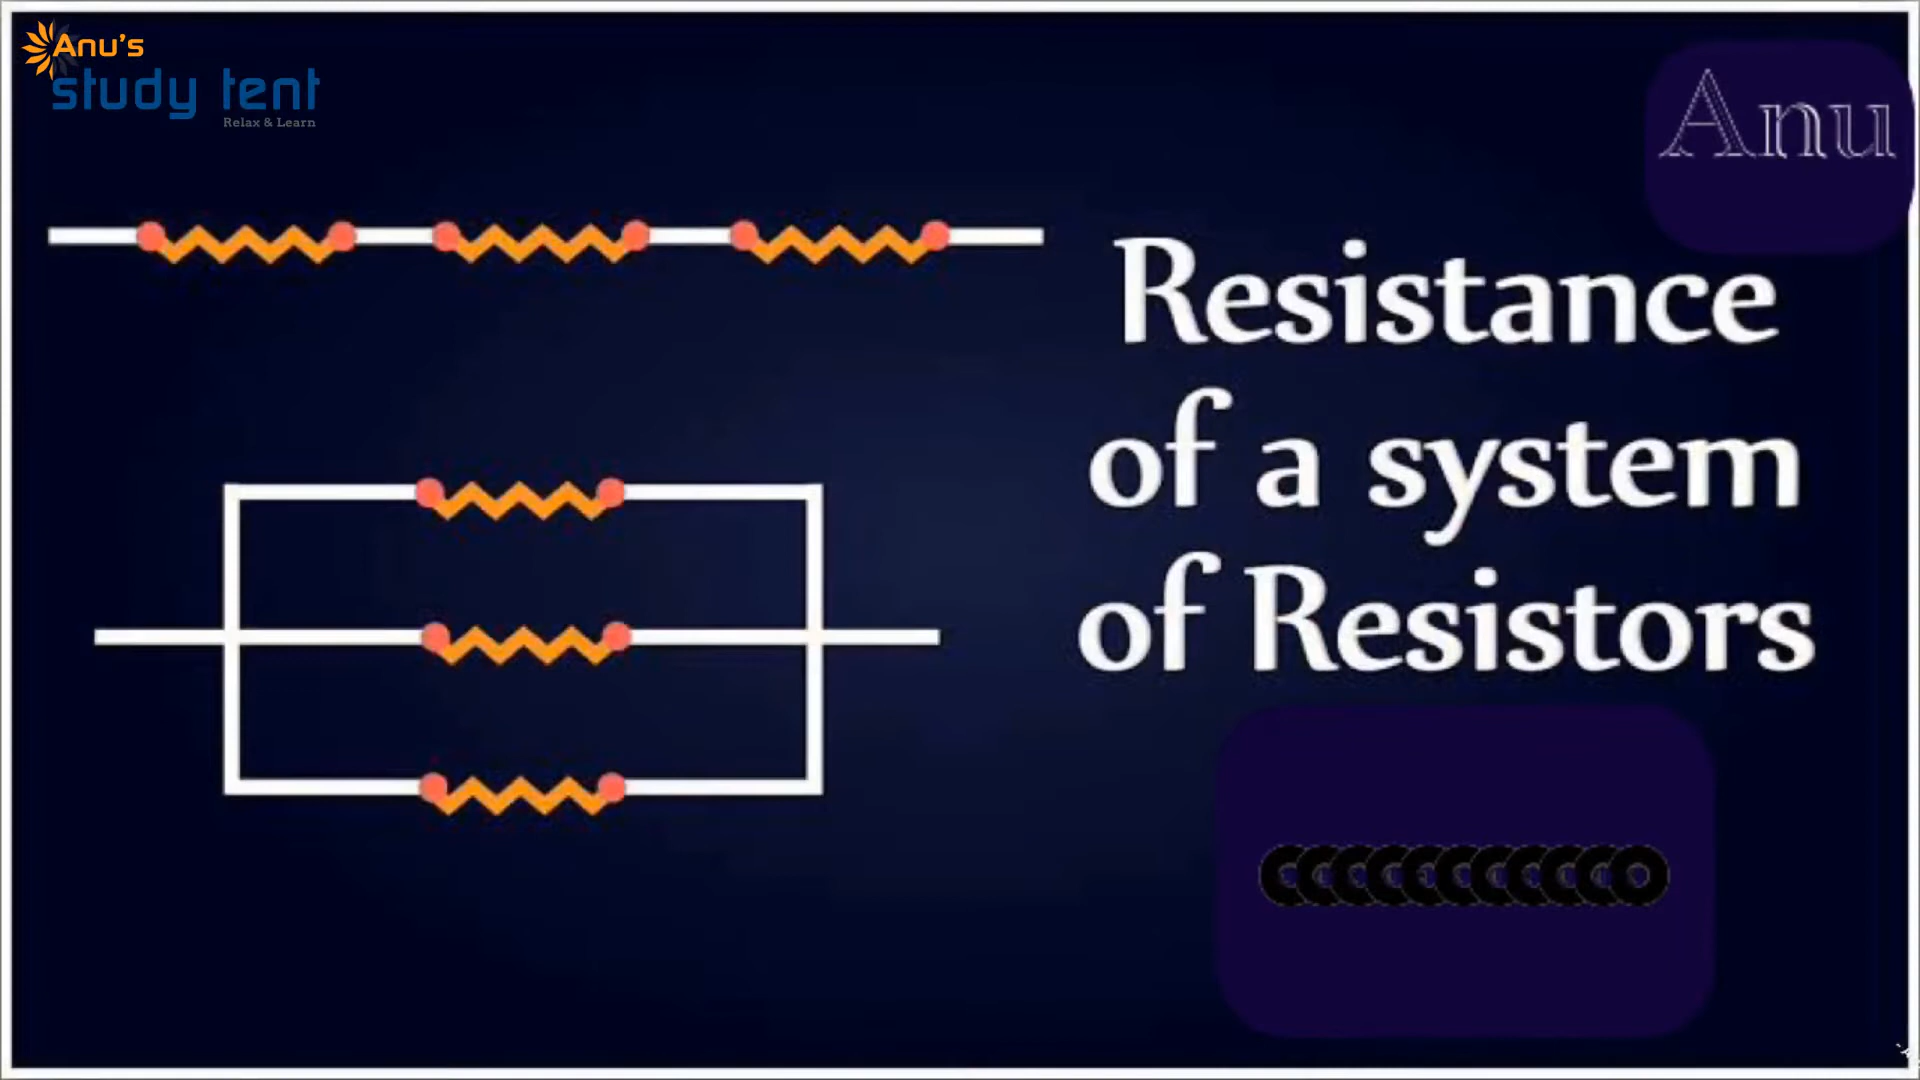 Anu's
study tent
Relax & Learn
Anu
Resistance
of a system
of Resistors